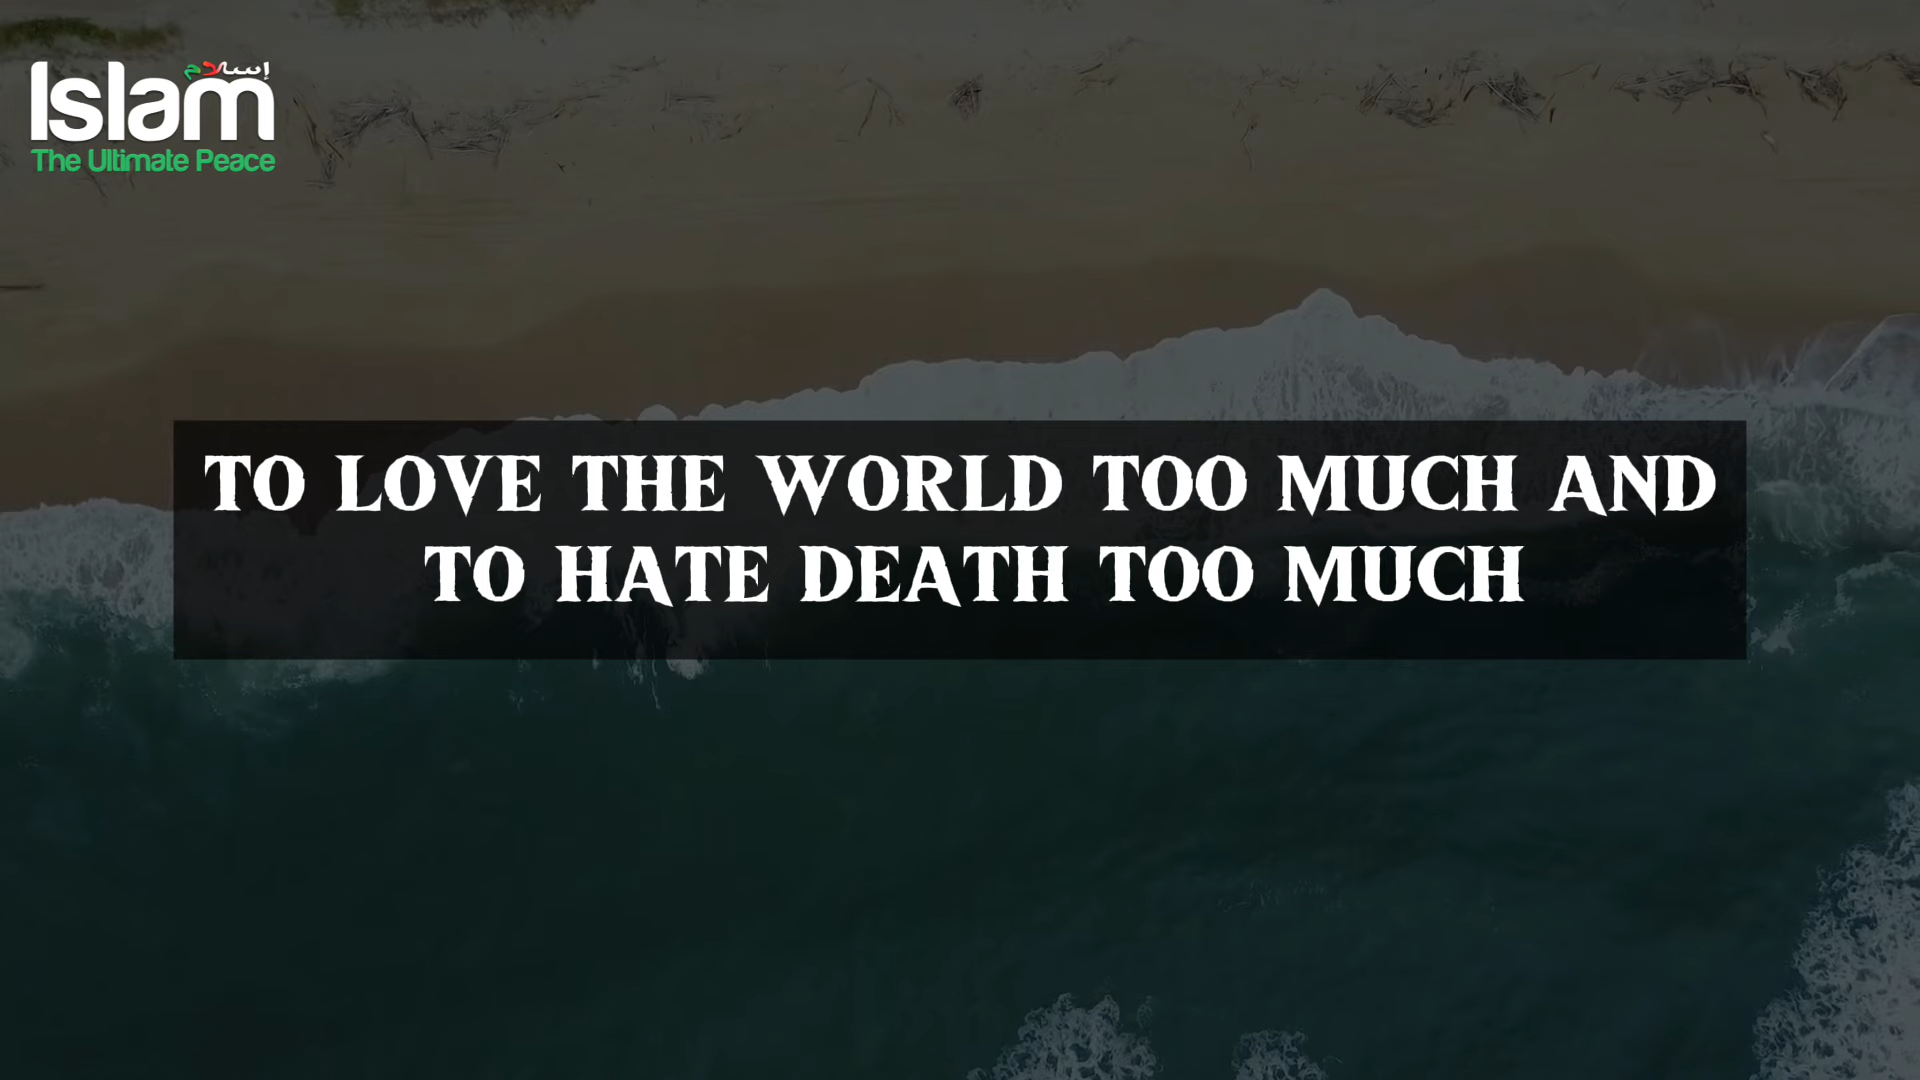 إسلام
Islam
The Ultimate Peace
TO LOVE THE WORLD TOO MUCH AND
TO HATE DEATH TOO MUCH